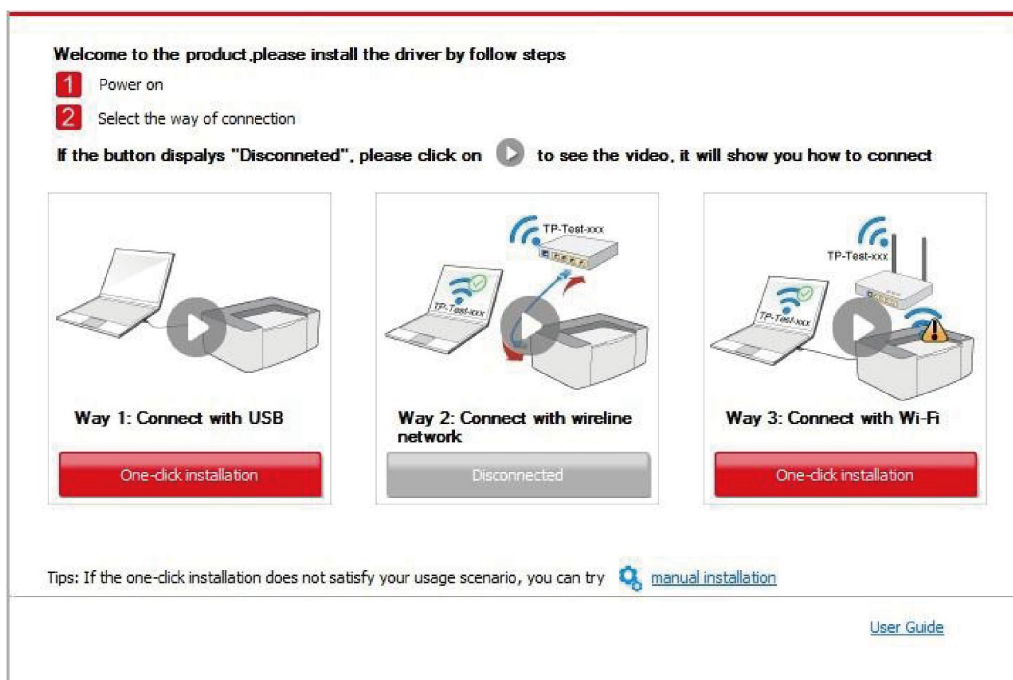 Welcome to the product,please install the driver by follow steps
1 Power on
2 Select the way of connection
If the button dispalys "Disconneted", please click on to see the video, it will show you how to connect
TP-Test-xxx
TP-Test-xxx
TP-Test-xxx
TP-Test-xxx
Way 1: Connect with USB
Way 2: Connect with wireline
network
Way 3: Connect with Wi-Fi
One-click installation
Disconnected
One-click installation
Tips: If the one-click installation does not satisfy your usage scenario, you can try manual installation
User Guide